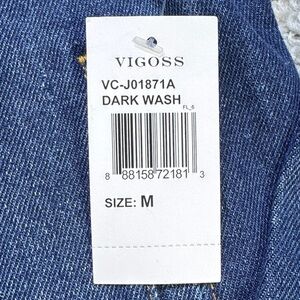 VIGOSS
VC-J01871A
DARK WASH
FL_6
8 88158 72181 3
SIZE: M